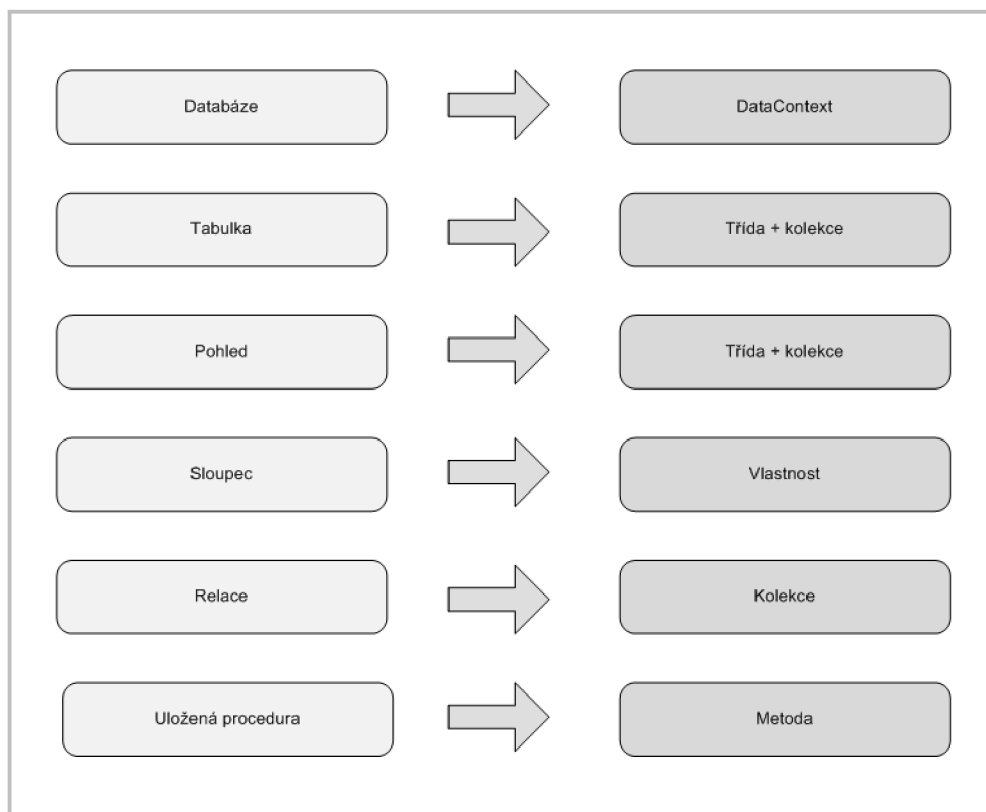 Databáze
DataContext
Tabulka
Třída + kolekce
Pohled
Třída + kolekce
Sloupec
Vlastnost
Relace
Kolekce
Uložená procedura
Metoda